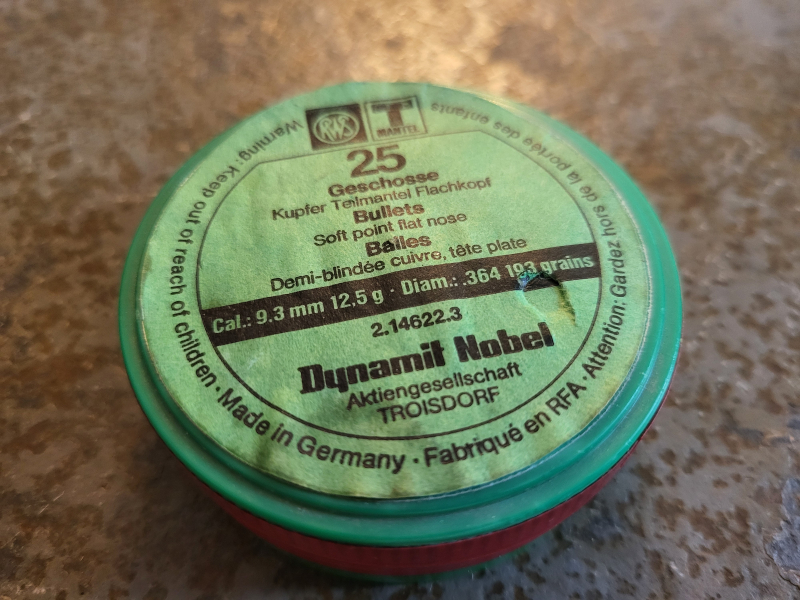 RWS
T
MANTEL
25
Geschosse
Kupfer Teilmantel Flachkopf
Bullets
Soft point flat nose
Balles
Demi-blindée cuivre, tête plate
Cal.: 9.3 mm 12,5 g · Diam.: .364 193 grains
2.14622.3
Dynamit Nobel
Aktiengesellschaft
TROISDORF
Warning: Keep out of reach of children · Made in Germany · Fabriqué en RFA · Attention: Gardez hors de la portée des enfants